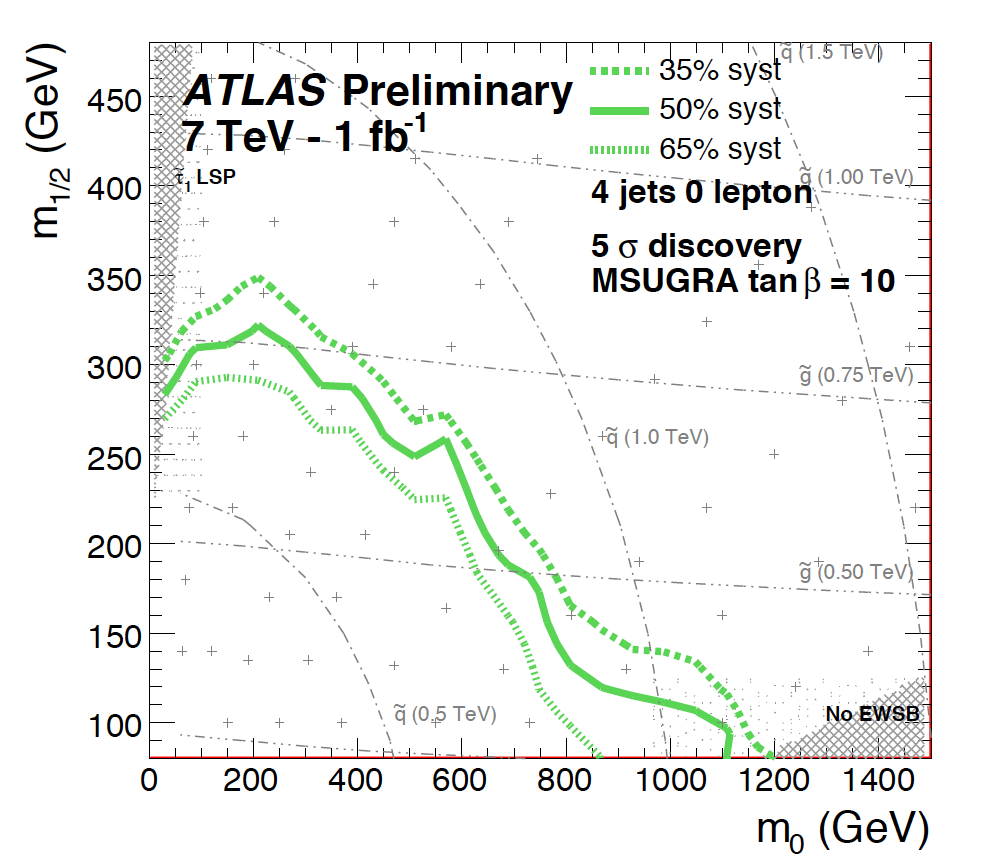 ATLAS Preliminary
7 TeV - 1 fb⁻¹
35% syst
50% syst
65% syst
4 jets 0 lepton
5 σ discovery
MSUGRA tan β = 10
τ̃₁ LSP
q̃ (1.5 TeV)
g̃ (1.00 TeV)
g̃ (0.75 TeV)
q̃ (1.0 TeV)
g̃ (0.50 TeV)
q̃ (0.5 TeV)
No EWSB
m₁/₂ (GeV)
450
400
350
300
250
200
150
100
0 200 400 600 800 1000 1200 1400
m₀ (GeV)